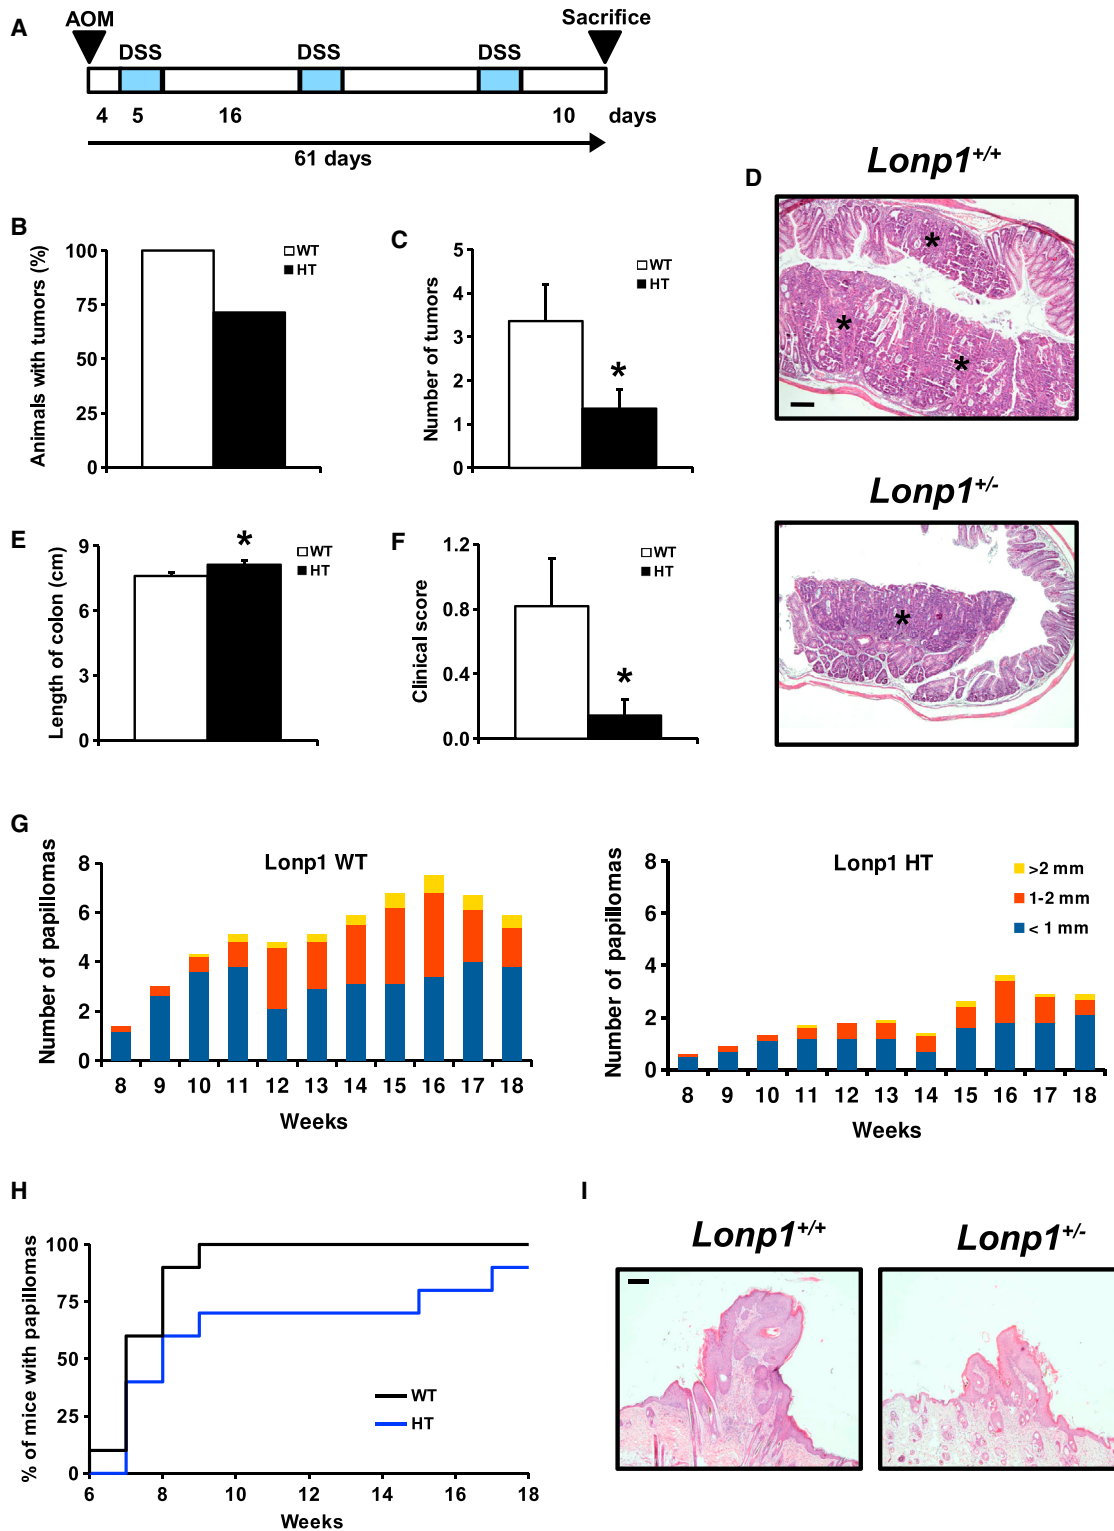 A
AOM
Sacrifice
DSS DSS DSS
4 5 16 10 days
61 days
B
Animals with tumors (%)
100
75
50
25
0
WT
HT
C
Number of tumors
5
4
3
2
1
0
WT
HT
*
D
Lonp1+/+
*
*
*
Lonp1+/-
*
E
Length of colon (cm)
9
6
3
0
*
WT
HT
F
Clinical score
1.2
0.8
0.4
0.0
*
WT
HT
G
Lonp1 WT
Number of papillomas
8
6
4
2
0
8 9 10 11 12 13 14 15 16 17 18
Weeks
Lonp1 HT
Number of papillomas
8
6
4
2
0
>2 mm
1-2 mm
< 1 mm
8 9 10 11 12 13 14 15 16 17 18
Weeks
H
% of mice with papillomas
100
75
50
25
0
WT
HT
6 8 10 12 14 16 18
Weeks
I
Lonp1+/+
Lonp1+/-